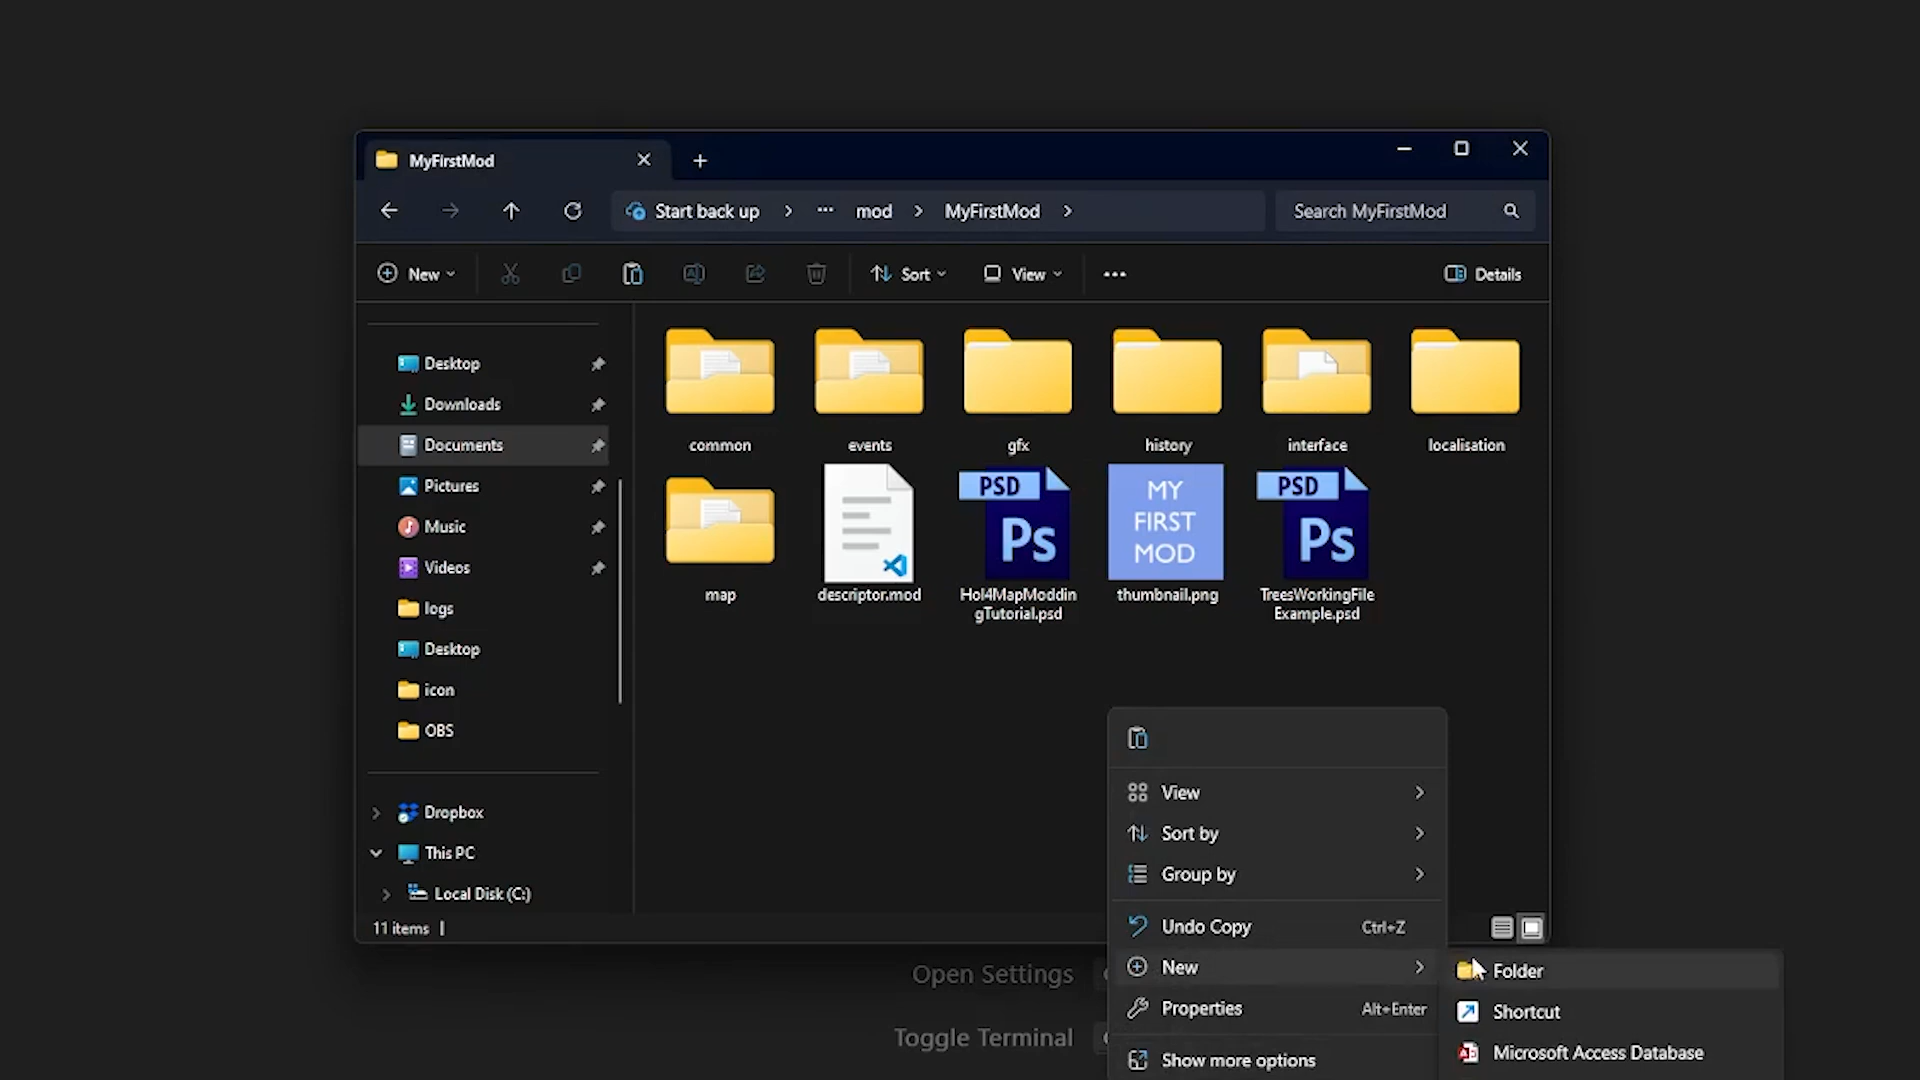 MyFirstMod
Start back up
mod
MyFirstMod
Search MyFirstMod
New
Sort
View
Details
Desktop
Downloads
Documents
Pictures
Music
Videos
logs
Desktop
icon
OBS
Dropbox
This PC
Local Disk (C:)
11 items
common
events
gfx
history
interface
localisation
PSD
Ps
MY
FIRST
MOD
PSD
Ps
map
descriptor.mod
HoI4MapModdin
gTutorial.psd
thumbnail.png
TreesWorkingFile
Example.psd
View
Sort by
Group by
Undo Copy Ctrl+Z
New
Properties Alt+Enter
Show more options
Folder
Shortcut
Microsoft Access Database
Open Settings
Toggle Terminal